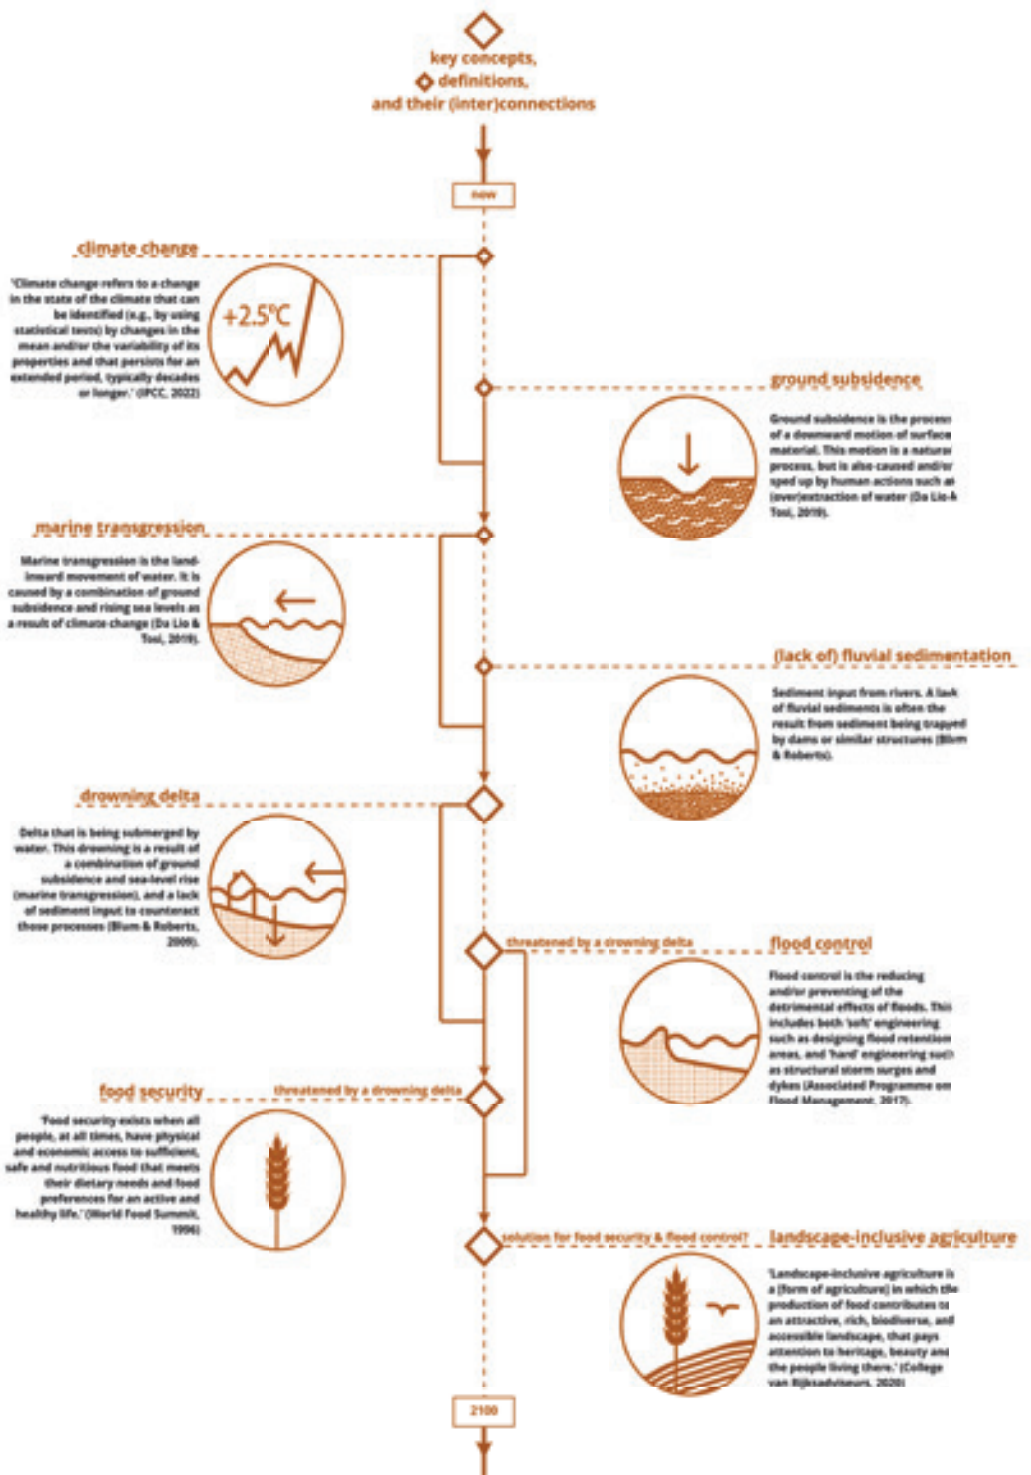 key concepts,
definitions,
and their (inter)connections
now
climate change
'Climate change refers to a change
in the state of the climate that can
be identified (e.g., by using
statistical tests) by changes in the
mean and/or the variability of its
properties and that persists for an
extended period, typically decades
or longer.' (IPCC, 2022)
+2.5°C
ground subsidence
Ground subsidence is the process
of a downward motion of surface
material. This motion is a natural
process, but is also caused and/or
sped up by human actions such as
(over)extraction of water (Da Lio &
Tosi, 2019).
marine transgression
Marine transgression is the land-
inward movement of water. It is
caused by a combination of ground
subsidence and rising sea levels as
a result of climate change (Da Lio &
Tosi, 2019).
(lack of) fluvial sedimentation
Sediment input from rivers. A lack
of fluvial sediments is often the
result from sediment being trapped
by dams or similar structures (Blum
& Roberts).
drowning delta
Delta that is being submerged by
water. This drowning is a result of
a combination of ground
subsidence and sea-level rise
(marine transgression), and a lack
of sediment input to counteract
those processes (Blum & Roberts,
2009).
threatened by a drowning delta
flood control
Flood control is the reducing
and/or preventing of the
detrimental effects of floods. This
includes both 'soft' engineering
such as designing flood retention
areas, and 'hard' engineering such
as structural storm surges and
dykes (Associated Programme on
Flood Management, 2017).
food security
threatened by a drowning delta
'Food security exists when all
people, at all times, have physical
and economic access to sufficient,
safe and nutritious food that meets
their dietary needs and food
preferences for an active and
healthy life.' (World Food Summit,
1996)
solution for food security & flood control?
landscape-inclusive agriculture
'Landscape-inclusive agriculture is
a [form of agriculture] in which the
production of food contributes to
an attractive, rich, biodiverse, and
accessible landscape, that pays
attention to heritage, beauty and
the people living there.' (College
van Rijksadviseurs, 2020)
2100